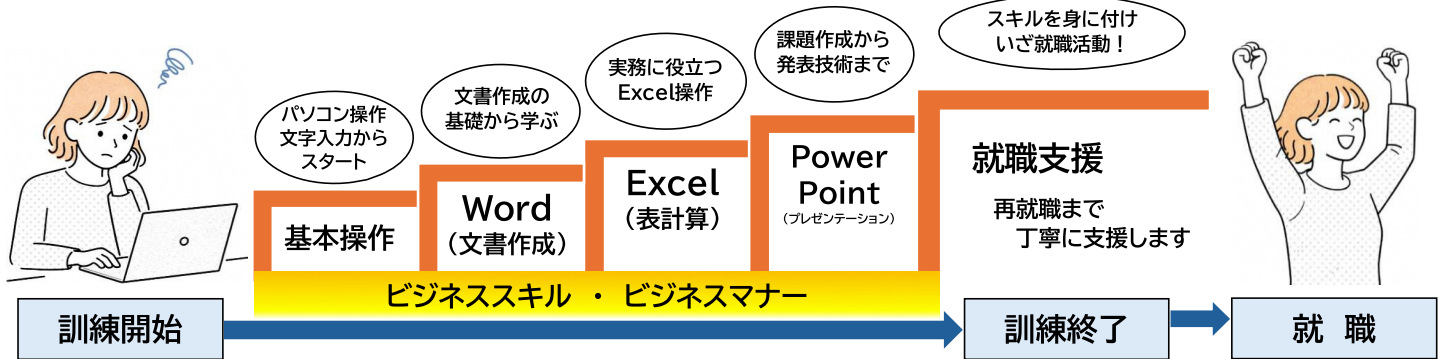 パソコン操作
文字入力から
スタート
基本操作
文書作成の
基礎から学ぶ
Word
（文書作成）
実務に役立つ
Excel操作
Excel
（表計算）
課題作成から
発表技術まで
Power
Point
（プレゼンテーション）
スキルを身に付け
いざ就職活動！
就職支援
再就職まで
丁寧に支援します
ビジネススキル ・ ビジネスマナー
訓練開始
訓練終了
就 職